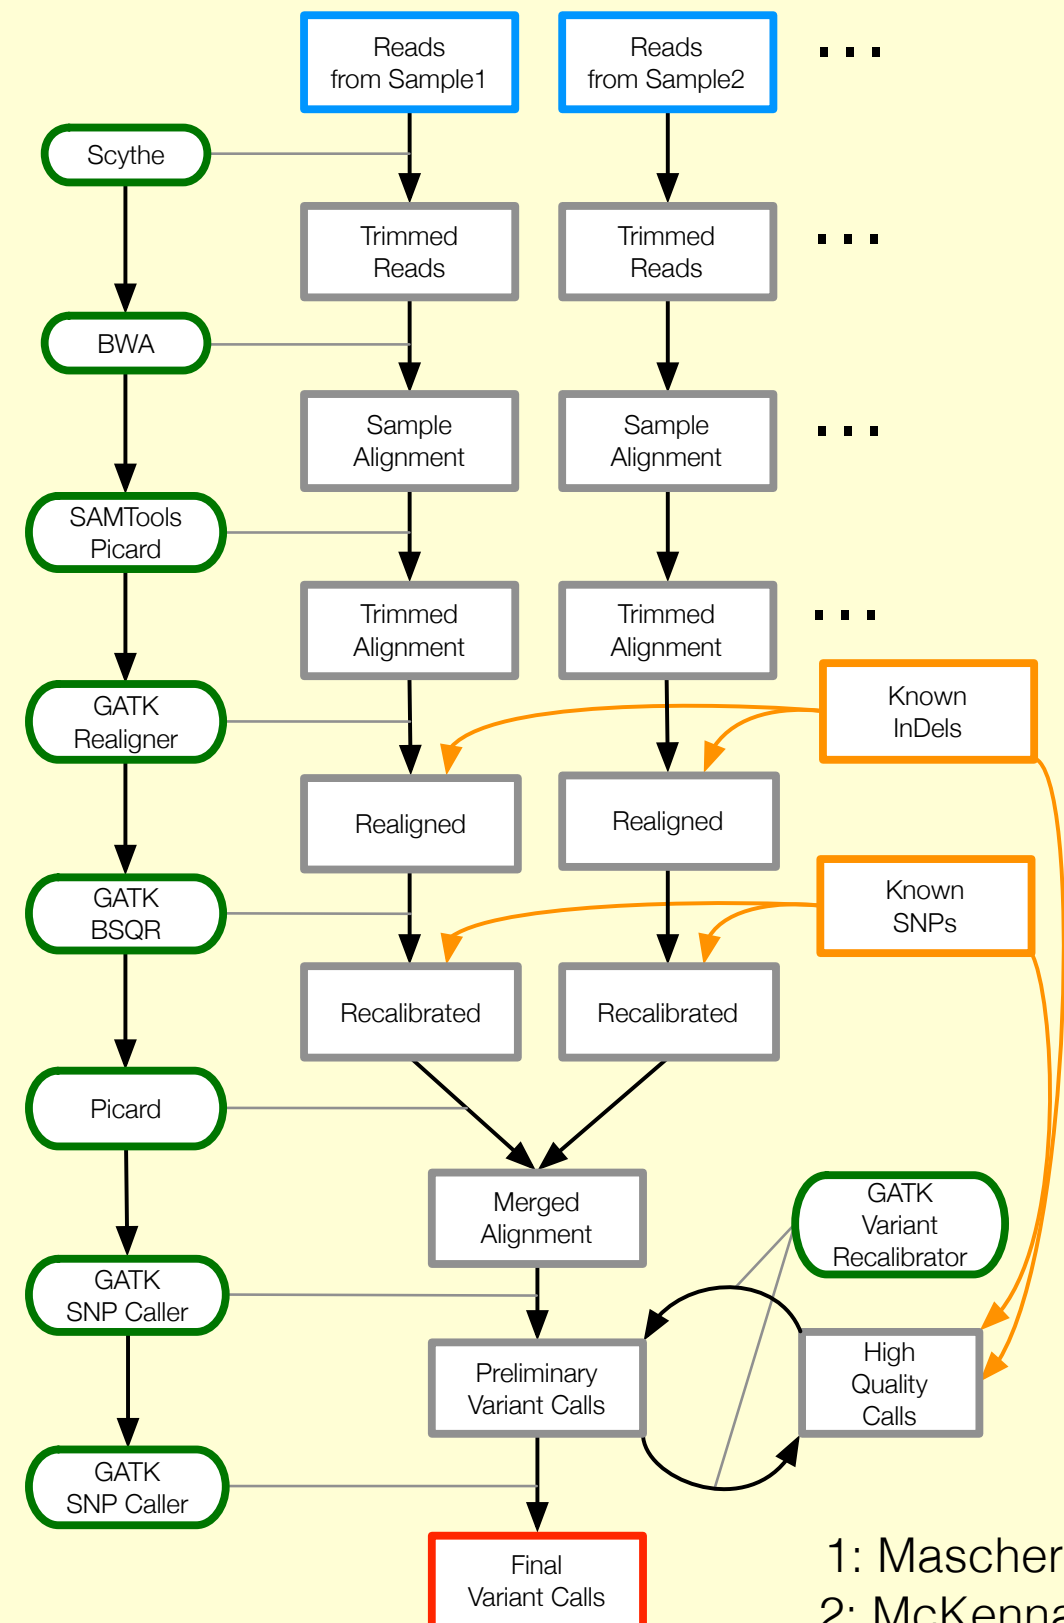 Reads
from Sample1
Reads
from Sample2
. . .
Scythe
Trimmed
Reads
Trimmed
Reads
. . .
BWA
Sample
Alignment
Sample
Alignment
. . .
SAMTools
Picard
Trimmed
Alignment
Trimmed
Alignment
. . .
GATK
Realigner
Known
InDels
Realigned
Realigned
GATK
BSQR
Known
SNPs
Recalibrated
Recalibrated
Picard
Merged
Alignment
GATK
Variant
Recalibrator
GATK
SNP Caller
Preliminary
Variant Calls
High
Quality
Calls
GATK
SNP Caller
Final
Variant Calls
1: Mascher
2: McKenna